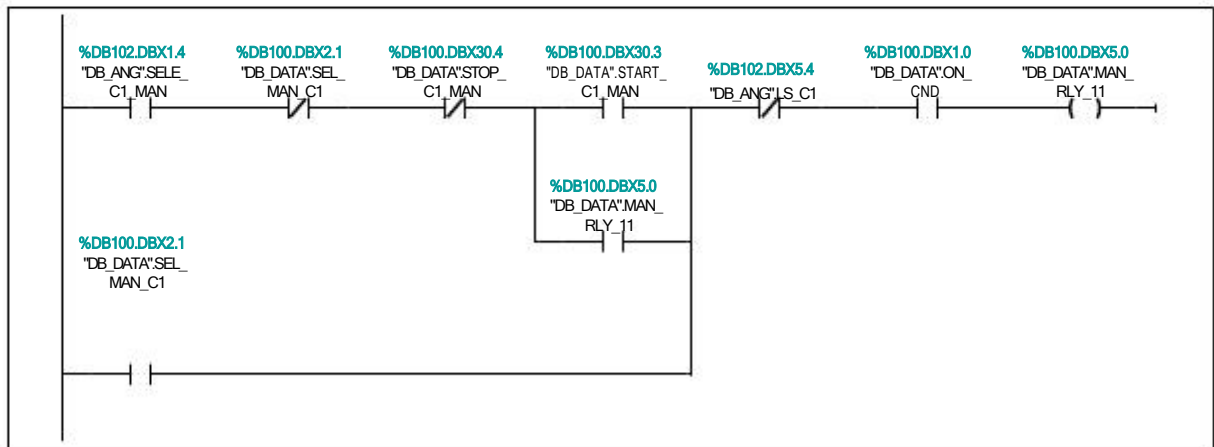 %DB102.DBX1.4
"DB_ANG".SELE_
C1_MAN
%DB100.DBX2.1
"DB_DATA".SEL_
MAN_C1
%DB100.DBX30.4
"DB_DATA".STOP_
C1_MAN
%DB100.DBX30.3
"DB_DATA".START_
C1_MAN
%DB102.DBX5.4
"DB_ANG".LS_C1
%DB100.DBX1.0
"DB_DATA".ON_
CND
%DB100.DBX5.0
"DB_DATA".MAN_
RLY_11
%DB100.DBX5.0
"DB_DATA".MAN_
RLY_11
%DB100.DBX2.1
"DB_DATA".SEL_
MAN_C1